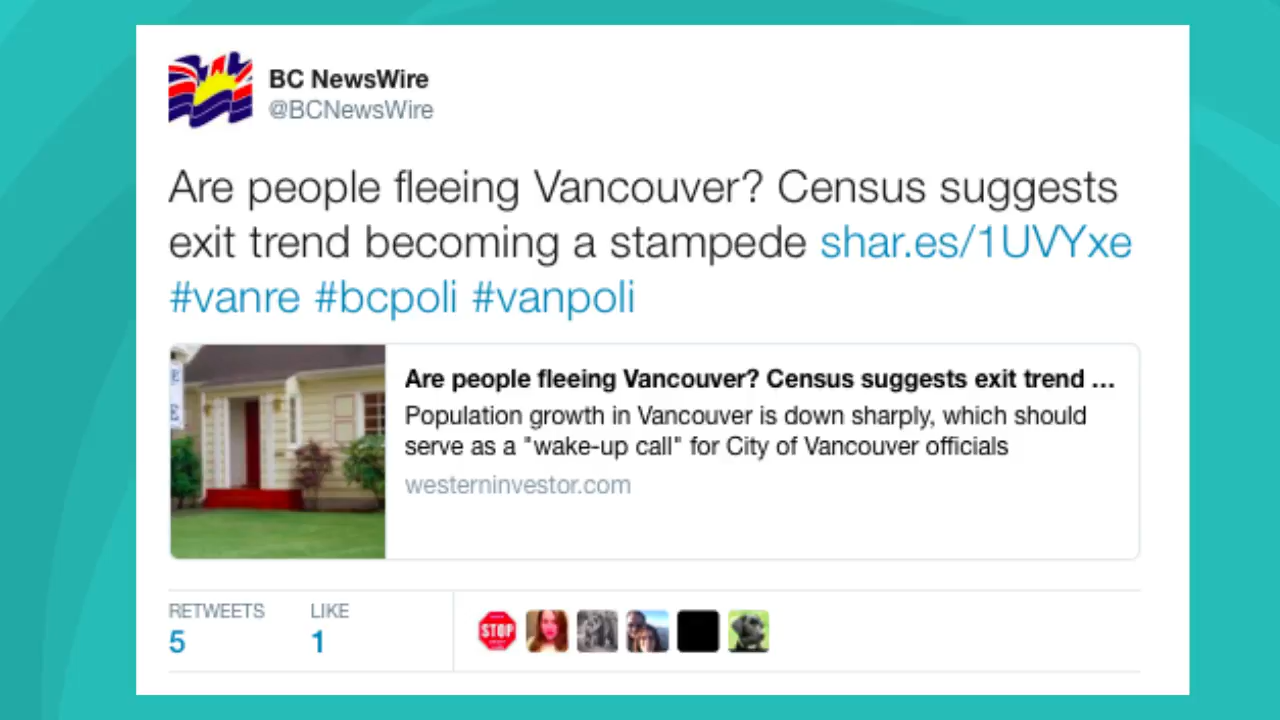 BC NewsWire
@BCNewsWire
Are people fleeing Vancouver? Census suggests
exit trend becoming a stampede shar.es/1UVYxe
#vanre #bcpoli #vanpoli
E
E
Are people fleeing Vancouver? Census suggests exit trend ...
Population growth in Vancouver is down sharply, which should
serve as a "wake-up call" for City of Vancouver officials
westerninvestor.com
RETWEETS LIKE
5 1
STOP